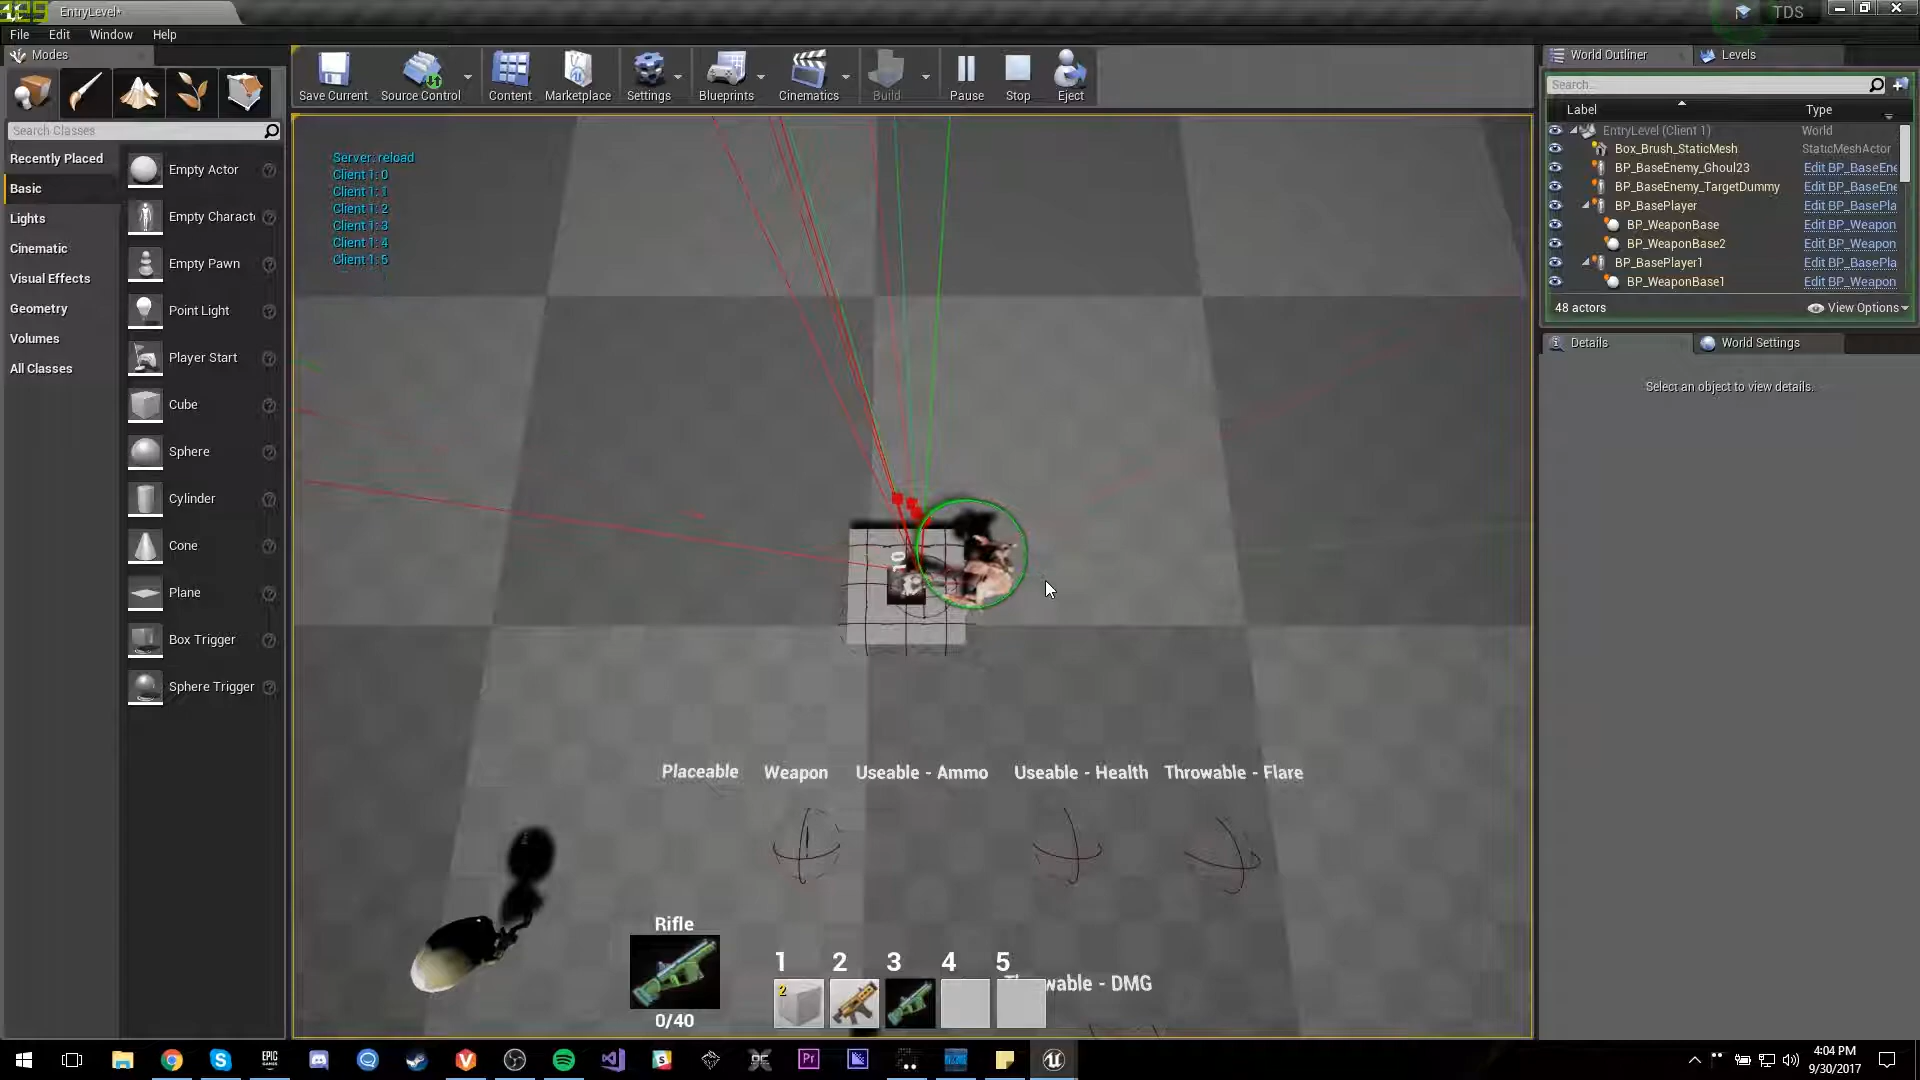 329
EntryLevel*
TDS
File Edit Window Help
Modes
Save Current
Source Control
Content
Marketplace
Settings
Blueprints
Cinematics
Build
Pause
Stop
Eject
World Outliner
Levels
Search...
Label Type
EntryLevel (Client 1) World
Box_Brush_StaticMesh StaticMeshActor
BP_BaseEnemy_Ghoul23 Edit BP_BaseEne
BP_BaseEnemy_TargetDummy Edit BP_BaseEne
BP_BasePlayer Edit BP_BasePla
BP_WeaponBase Edit BP_Weapon
BP_WeaponBase2 Edit BP_Weapon
BP_BasePlayer1 Edit BP_BasePla
BP_WeaponBase1 Edit BP_Weapon
48 actors
View Options
Details
World Settings
Select an object to view details.
Search Classes
Recently Placed
Basic
Lights
Cinematic
Visual Effects
Geometry
Volumes
All Classes
Empty Actor
Empty Charact
Empty Pawn
Point Light
Player Start
Cube
Sphere
Cylinder
Cone
Plane
Box Trigger
Sphere Trigger
Server: reload
Client 1: 0
Client 1: 1
Client 1: 2
Client 1: 3
Client 1: 4
Client 1: 5
10
Placeable Weapon Useable - Ammo Useable - Health Throwable - Flare
Rifle
0/40
1 2 3 4 5
2
wable - DMG
EPIC GAMES
Pr
4:04 PM
9/30/2017